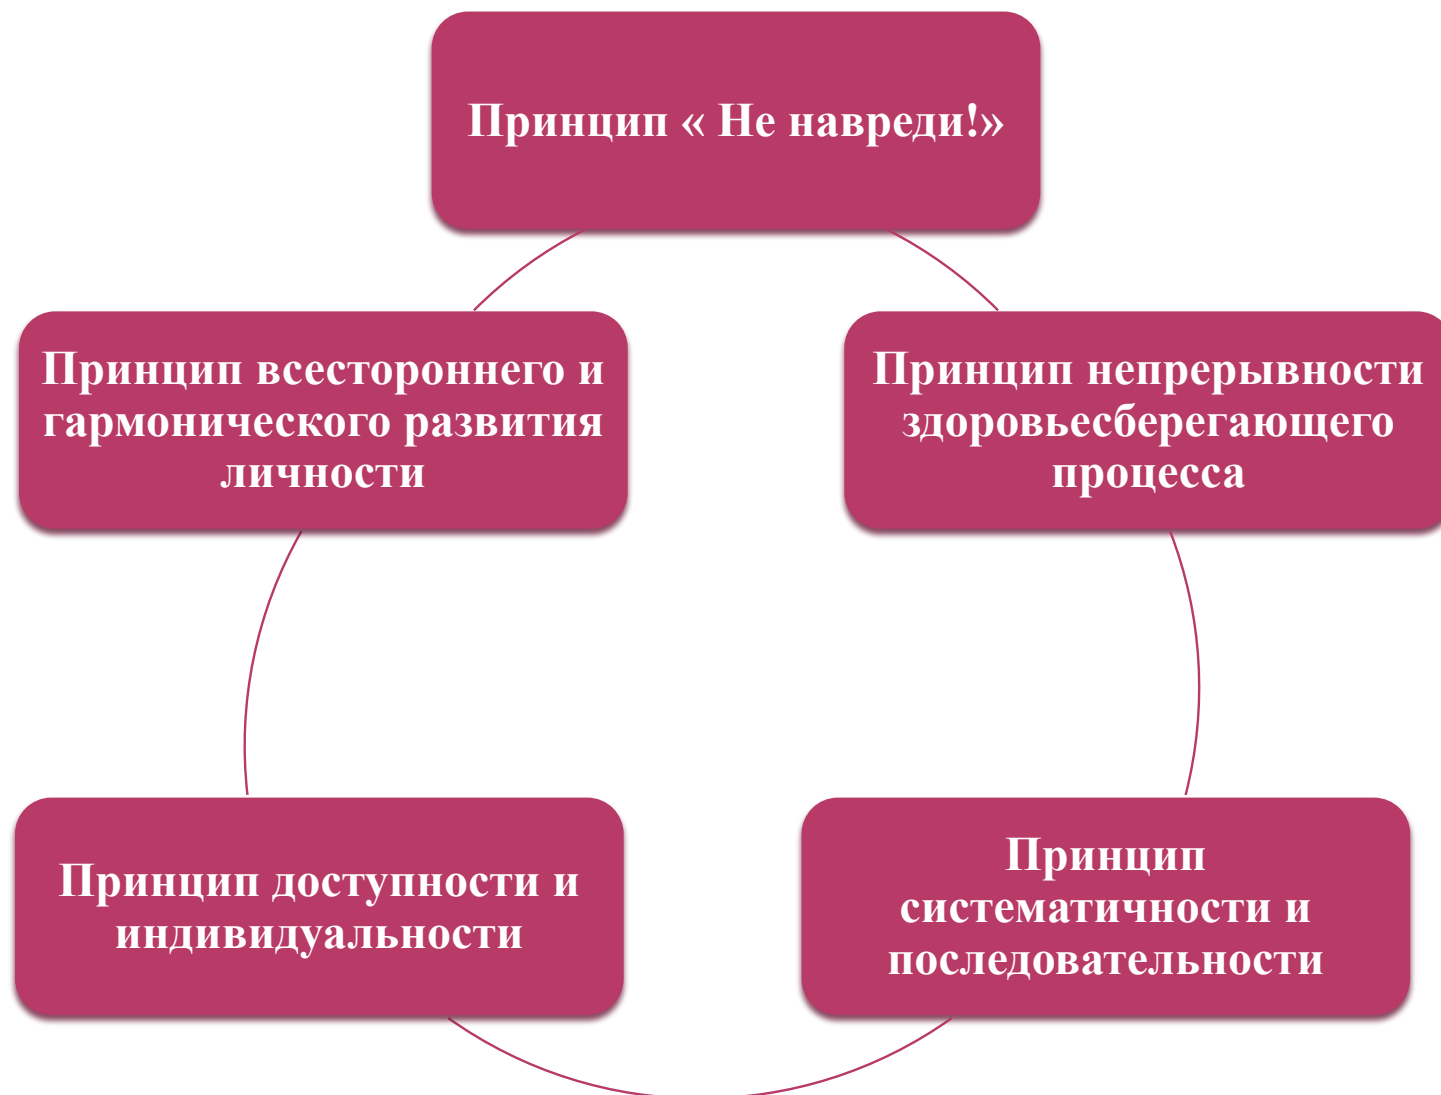 Принцип « Не навреди!»
Принцип всестороннего и
гармонического развития
личности
Принцип непрерывности
здоровьесберегающего
процесса
Принцип доступности и
индивидуальности
Принцип
систематичности и
последовательности